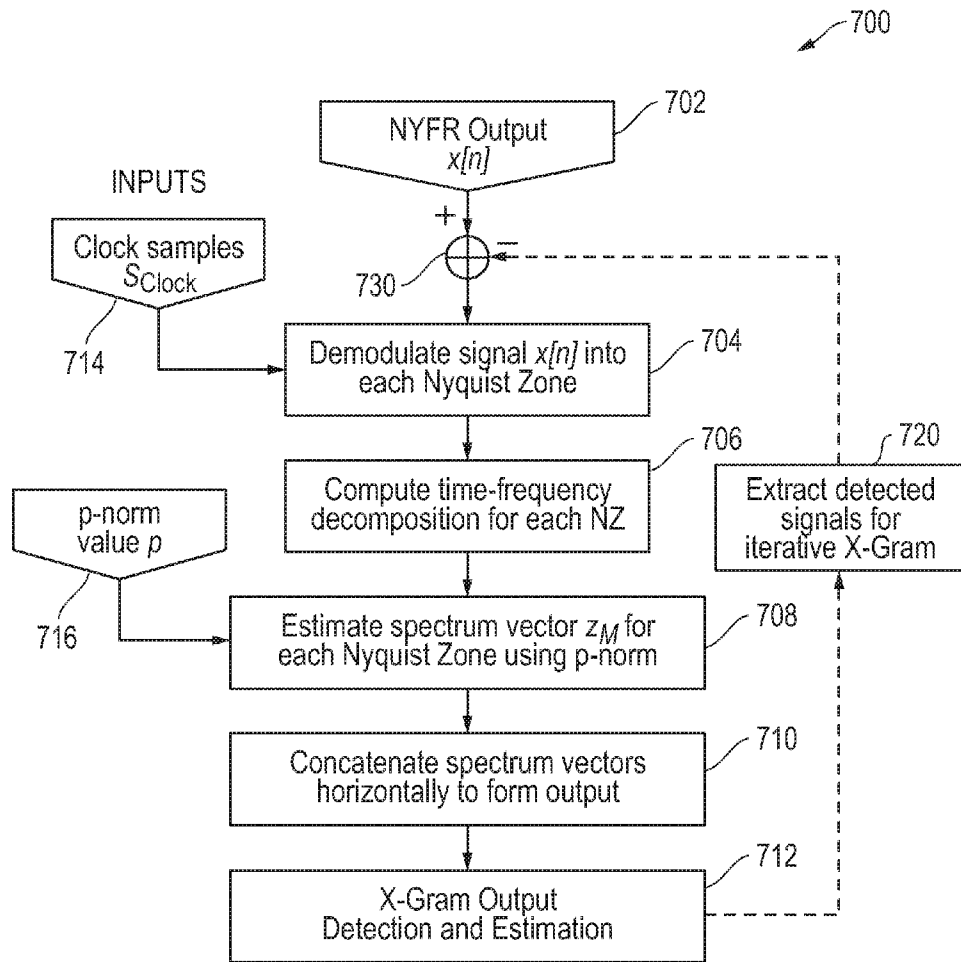 700
702
NYFR Output
x[n]
INPUTS
Clock samples
S_Clock
714
+
−
730
Demodulate signal x[n] into
each Nyquist Zone
704
706
Compute time-frequency
decomposition for each NZ
720
Extract detected
signals for
iterative X-Gram
p-norm
value p
716
Estimate spectrum vector z_M for
each Nyquist Zone using p-norm
708
710
Concatenate spectrum vectors
horizontally to form output
712
X-Gram Output
Detection and Estimation